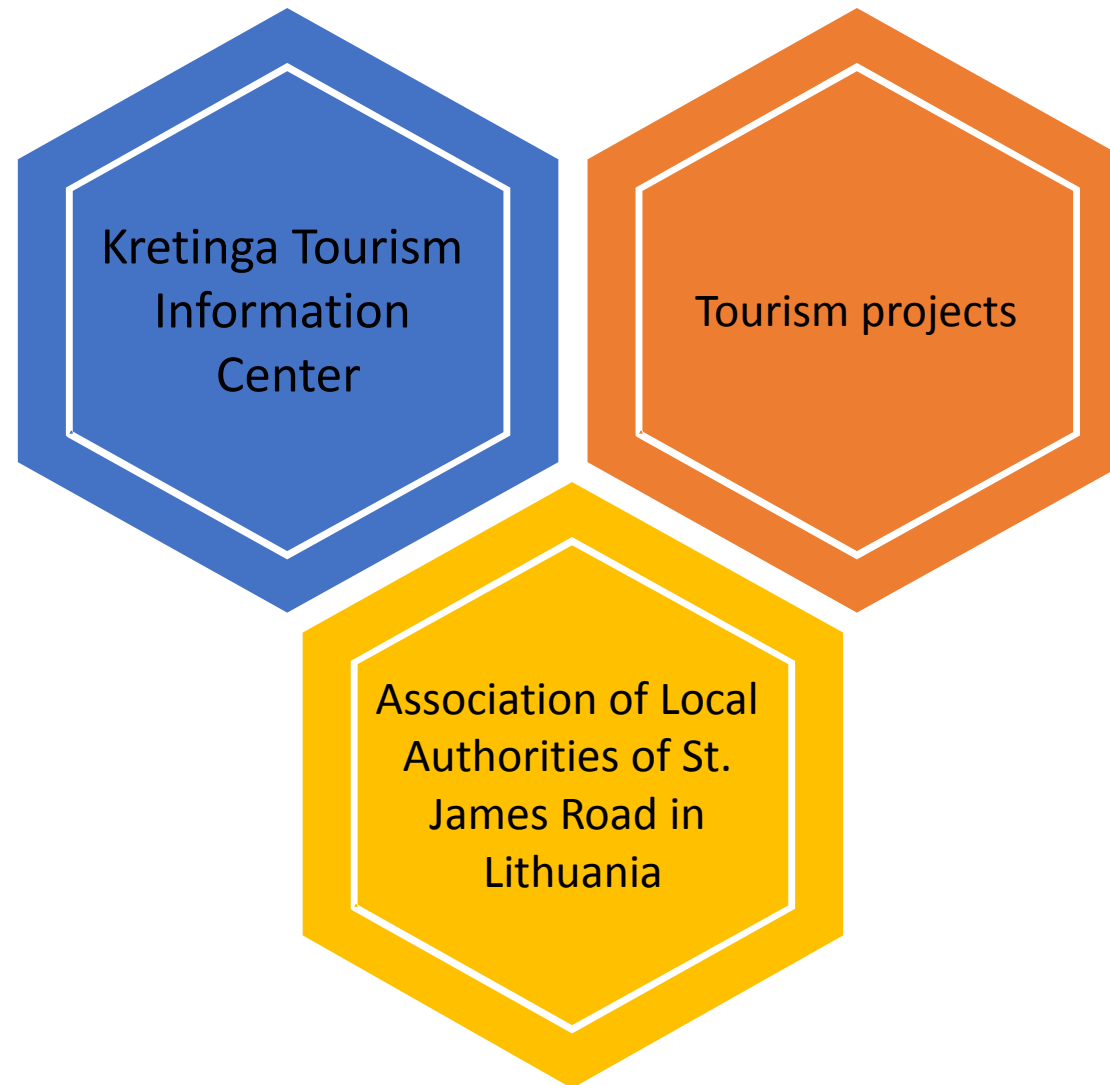 Kretinga Tourism
Information
Center
Tourism projects
Association of Local
Authorities of St.
James Road in
Lithuania